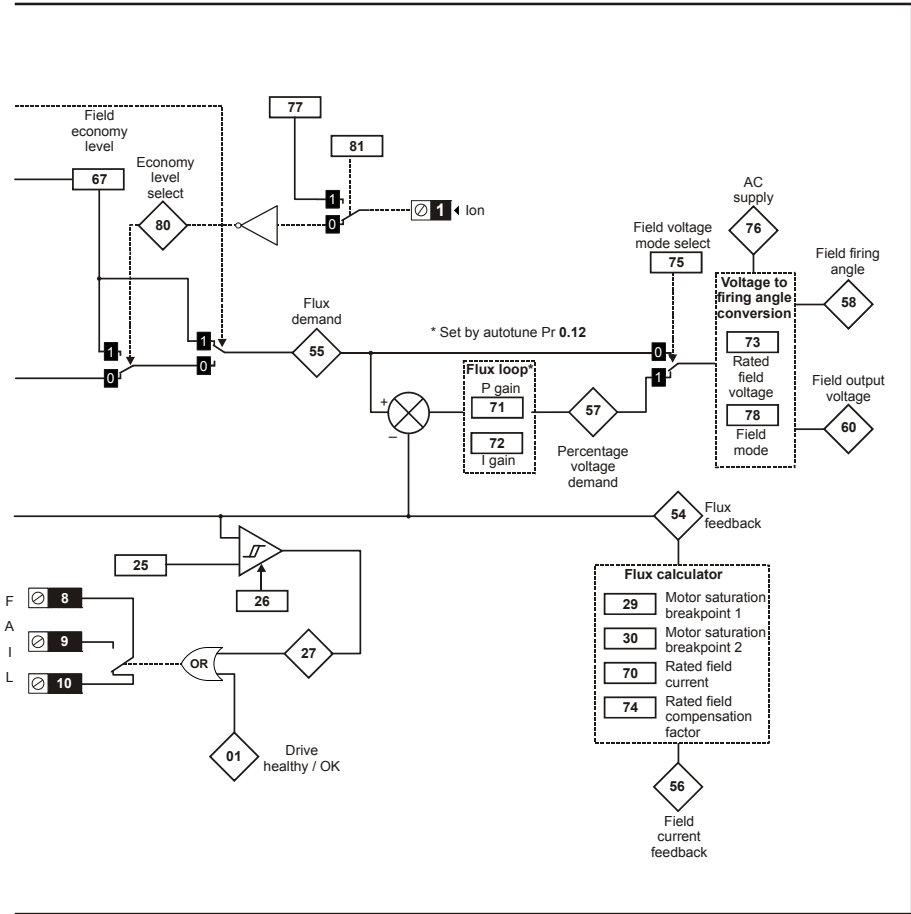 Field
economy
level
67
Economy
level
select
80
77
81
1
0
1
Ion
1
0
1
0
Flux
demand
55
* Set by autotune Pr 0.12
Flux loop*
P gain
71
72
I gain
+
–
57
Percentage
voltage
demand
Field voltage
mode select
75
0
1
AC
supply
76
Voltage to
firing angle
conversion
73
Rated
field
voltage
78
Field
mode
Field firing
angle
58
Field output
voltage
60
54
Flux
feedback
25
26
27
F
A
I
L
8
9
10
OR
01
Drive
healthy / OK
Flux calculator
29
Motor saturation
breakpoint 1
30
Motor saturation
breakpoint 2
70
Rated field
current
74
Rated field
compensation
factor
56
Field
current
feedback